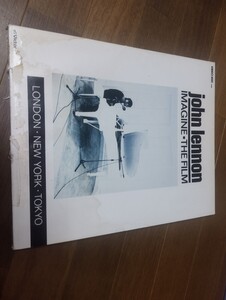 john lennon
IMAGINE・THE FILM
LONDON・NEW YORK・TOKYO